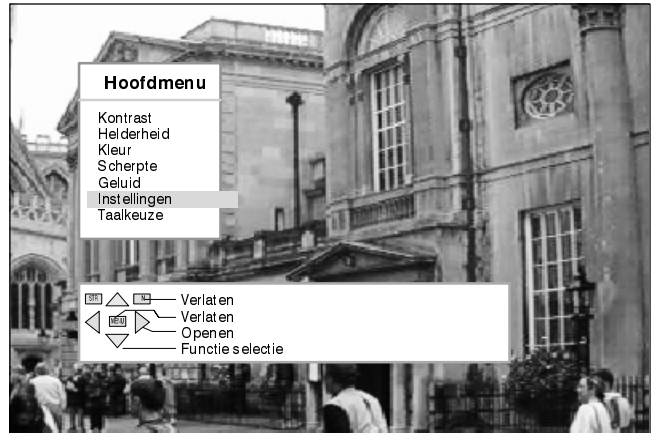 Hoofdmenu
Kontrast
Helderheid
Kleur
Scherpte
Geluid
Instellingen
Taalkeuze
STR
N
Verlaten
MENU
Verlaten
Openen
Functie selectie